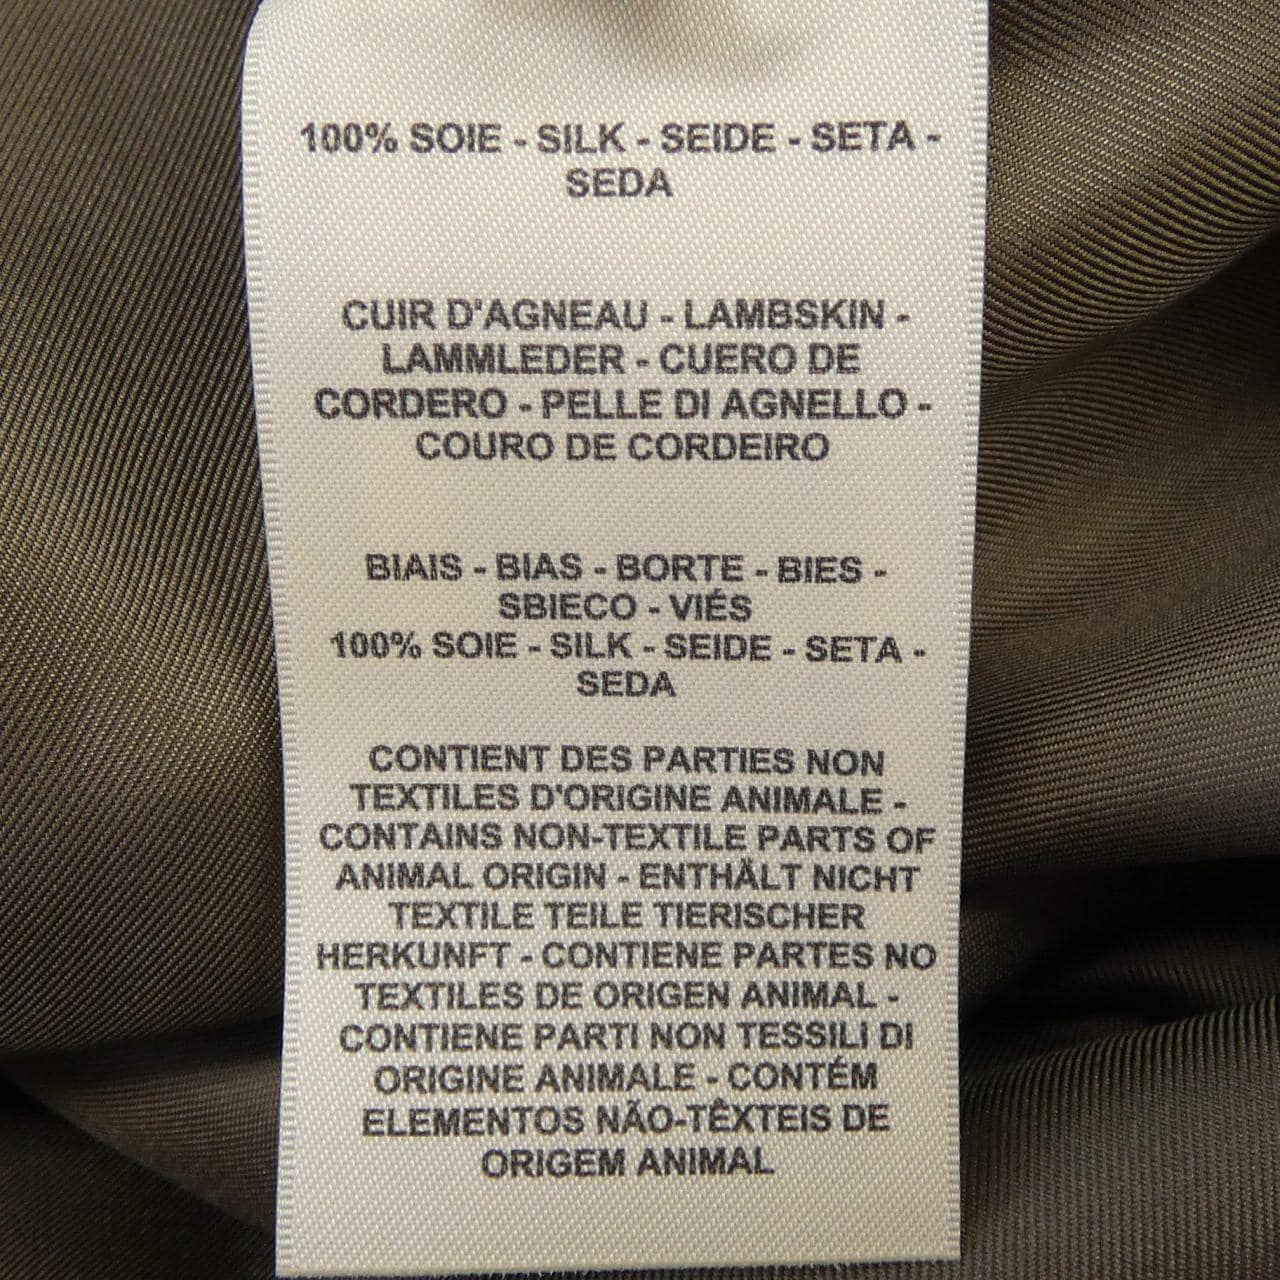 100% SOIE - SILK - SEIDE - SETA -
SEDA
CUIR D'AGNEAU - LAMBSKIN -
LAMMLEDER - CUERO DE
CORDERO - PELLE DI AGNELLO -
COURO DE CORDEIRO
BIAIS - BIAS - BORTE - BIES -
SBIECO - VIÉS
100% SOIE - SILK - SEIDE - SETA -
SEDA
CONTIENT DES PARTIES NON
TEXTILES D'ORIGINE ANIMALE -
CONTAINS NON-TEXTILE PARTS OF
ANIMAL ORIGIN - ENTHÄLT NICHT
TEXTILE TEILE TIERISCHER
HERKUNFT - CONTIENE PARTES NO
TEXTILES DE ORIGEN ANIMAL -
CONTIENE PARTI NON TESSILI DI
ORIGINE ANIMALE - CONTÉM
ELEMENTOS NÃO-TÊXTEIS DE
ORIGEM ANIMAL